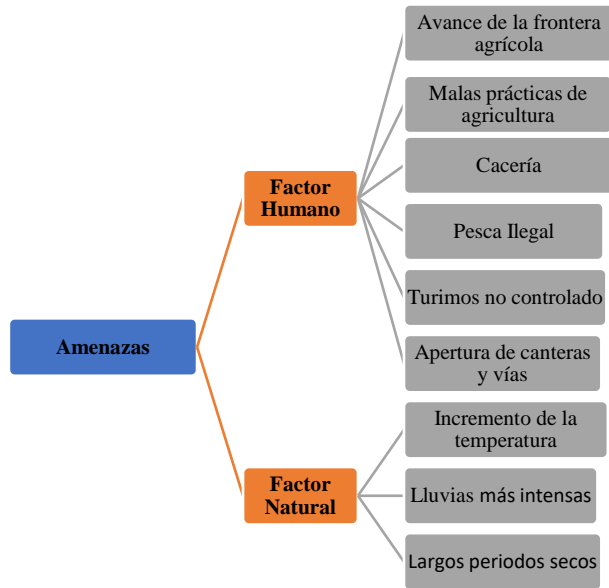 Amenazas
Factor
Humano
Avance de la frontera
agrícola
Malas prácticas de
agricultura
Cacería
Pesca Ilegal
Turimos no controlado
Apertura de canteras
y vías
Factor
Natural
Incremento de la
temperatura
Lluvias más intensas
Largos periodos secos